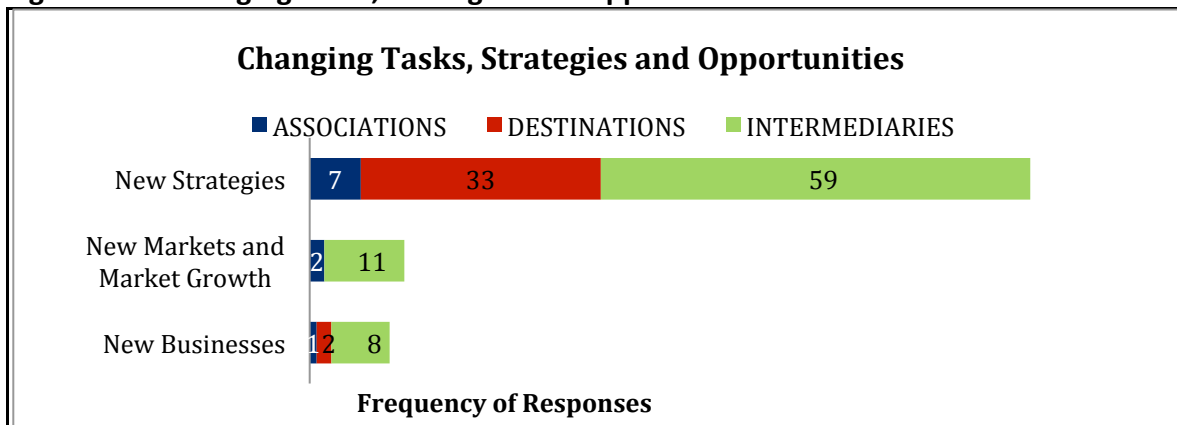 Changing Tasks, Strategies and Opportunities
ASSOCIATIONS DESTINATIONS INTERMEDIARIES
New Strategies 7 33 59
New Markets and
Market Growth 2 11
New Businesses 1 2 8
Frequency of Responses